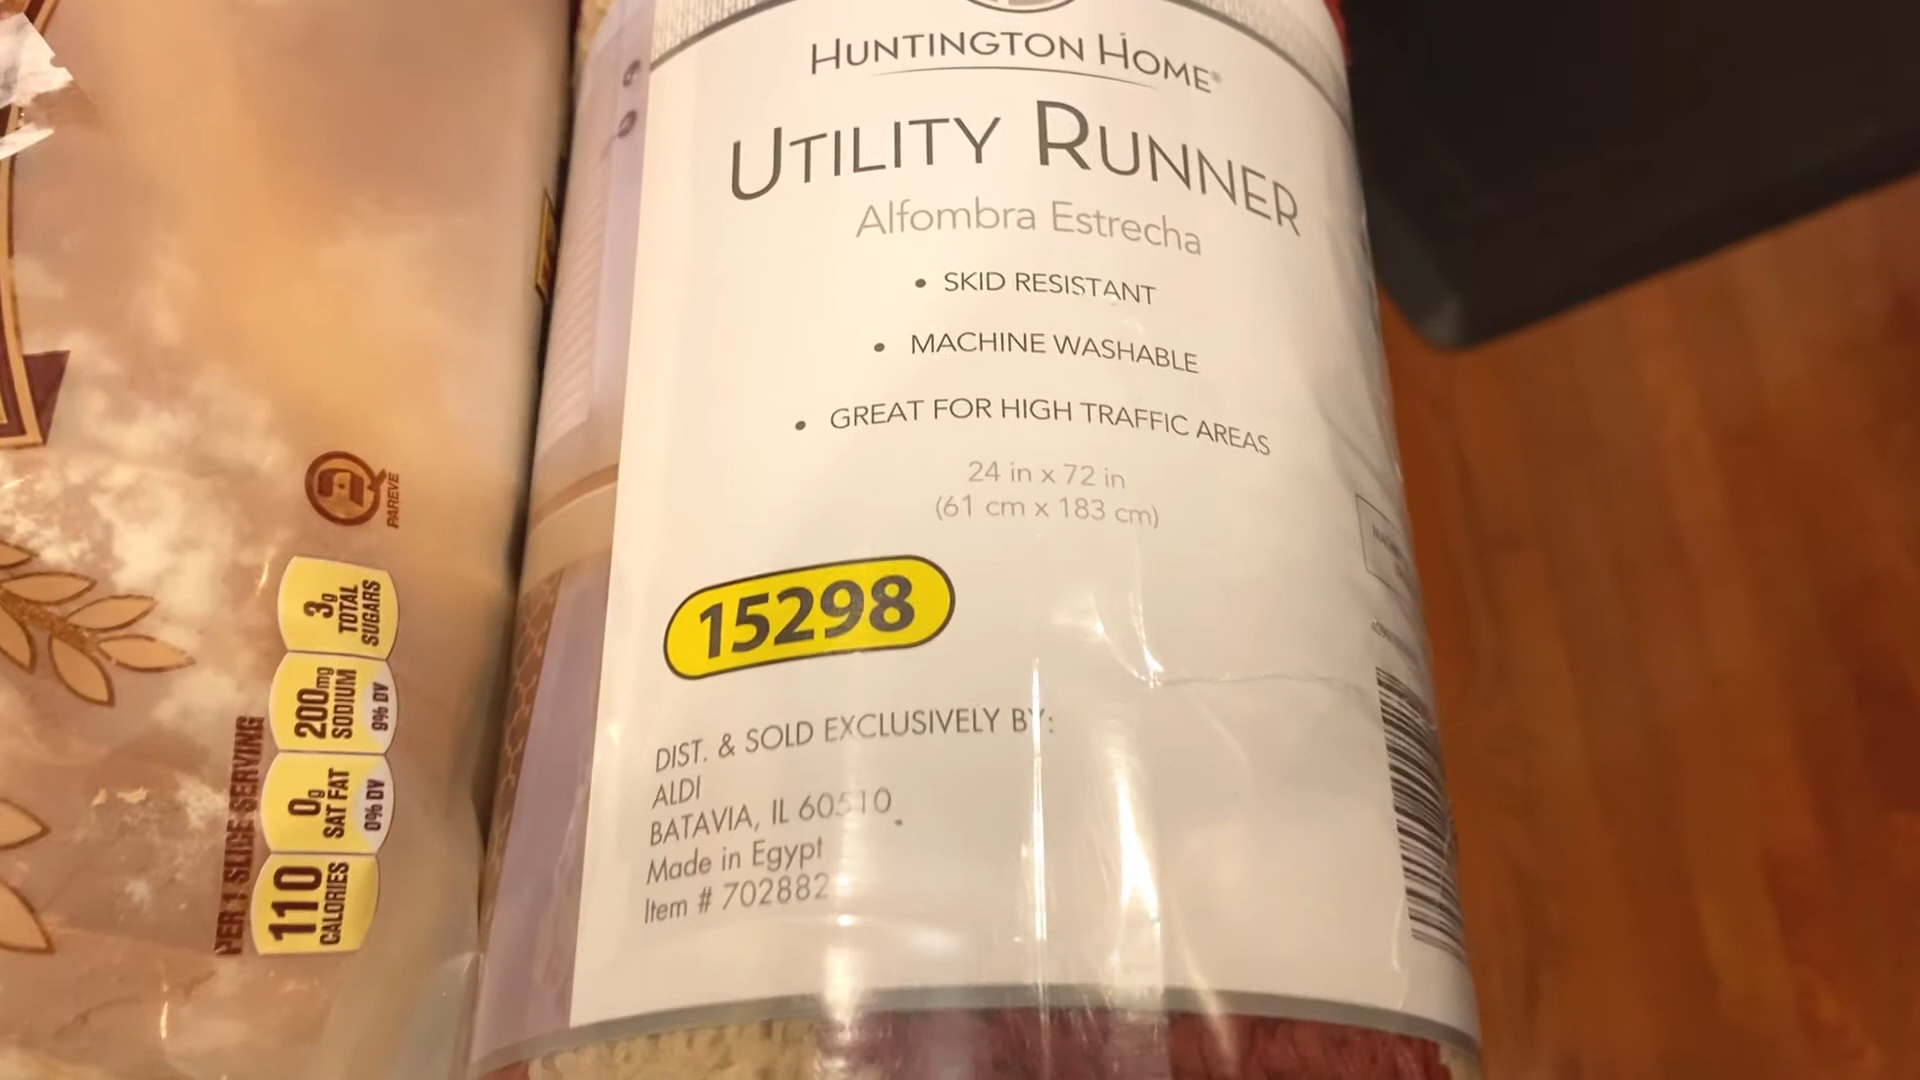 HUNTINGTON HOME®
UTILITY RUNNER
Alfombra Estrecha
• SKID RESISTANT
• MACHINE WASHABLE
• GREAT FOR HIGH TRAFFIC AREAS
24 in x 72 in
(61 cm x 183 cm)
15298
DIST. & SOLD EXCLUSIVELY BY:
ALDI
BATAVIA, IL 60510
Made in Egypt
Item # 702882
PAREVE
PER 1 SLICE SERVING
110
CALORIES
0g
SAT FAT
0% DV
200mg
SODIUM
9% DV
3g
TOTAL
SUGARS